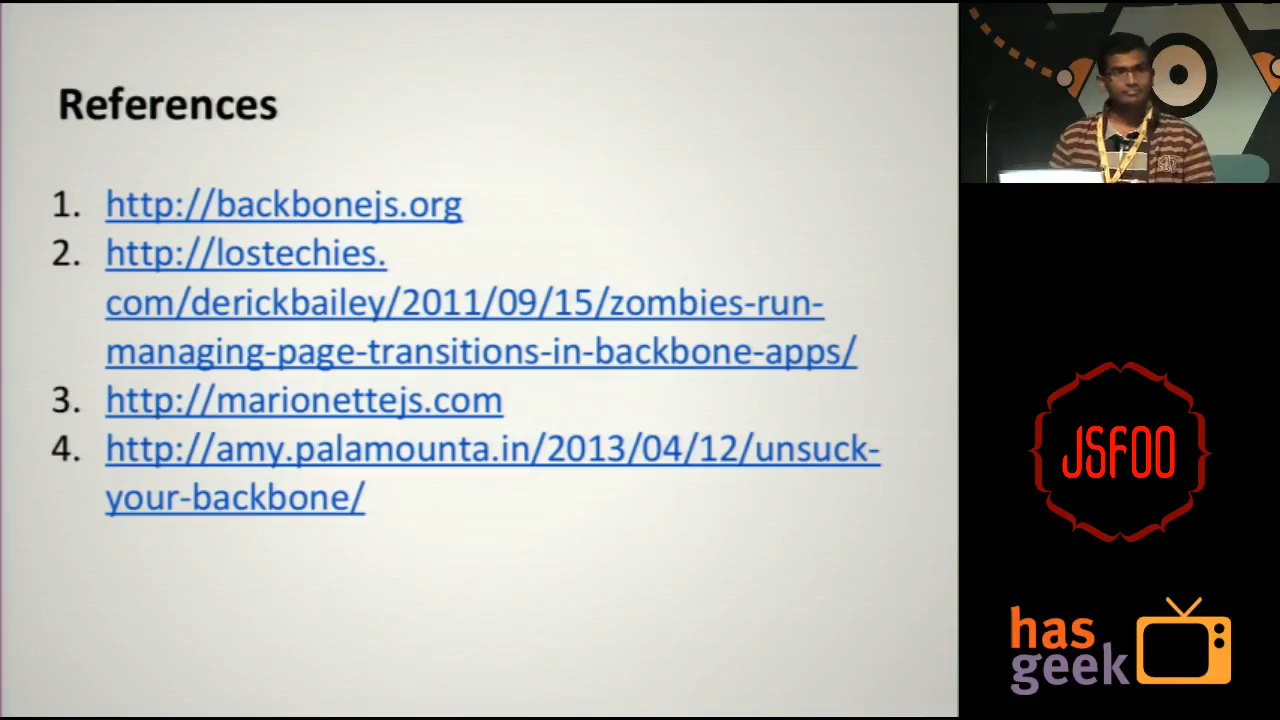 References
1. http://backbonejs.org
2. http://lostechies.
com/derickbailey/2011/09/15/zombies-run-
managing-page-transitions-in-backbone-apps/
3. http://marionettejs.com
4. http://amy.palamounta.in/2013/04/12/unsuck-
your-backbone/
JSFOO
has
geek